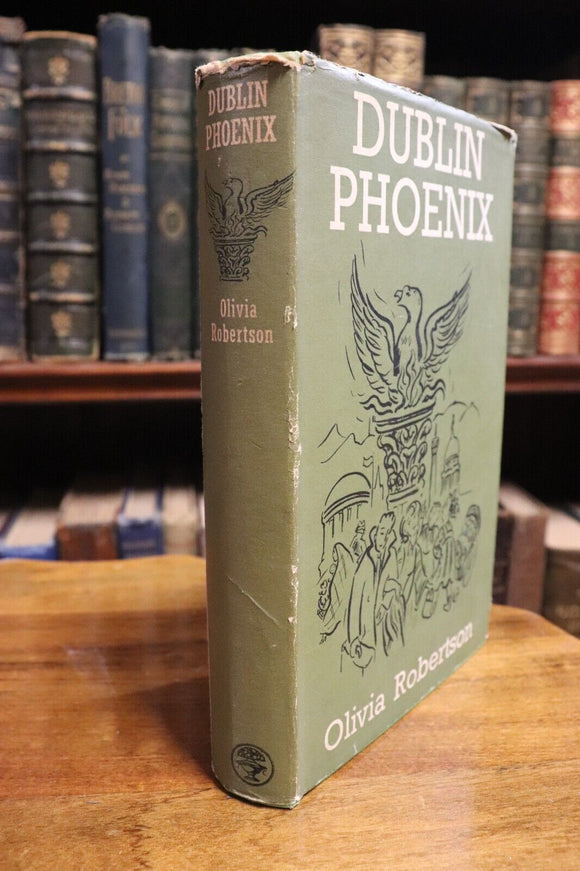 DUBLIN
PHOENIX
Olivia
Robertson
DUBLIN
PHOENIX
Olivia Robertson